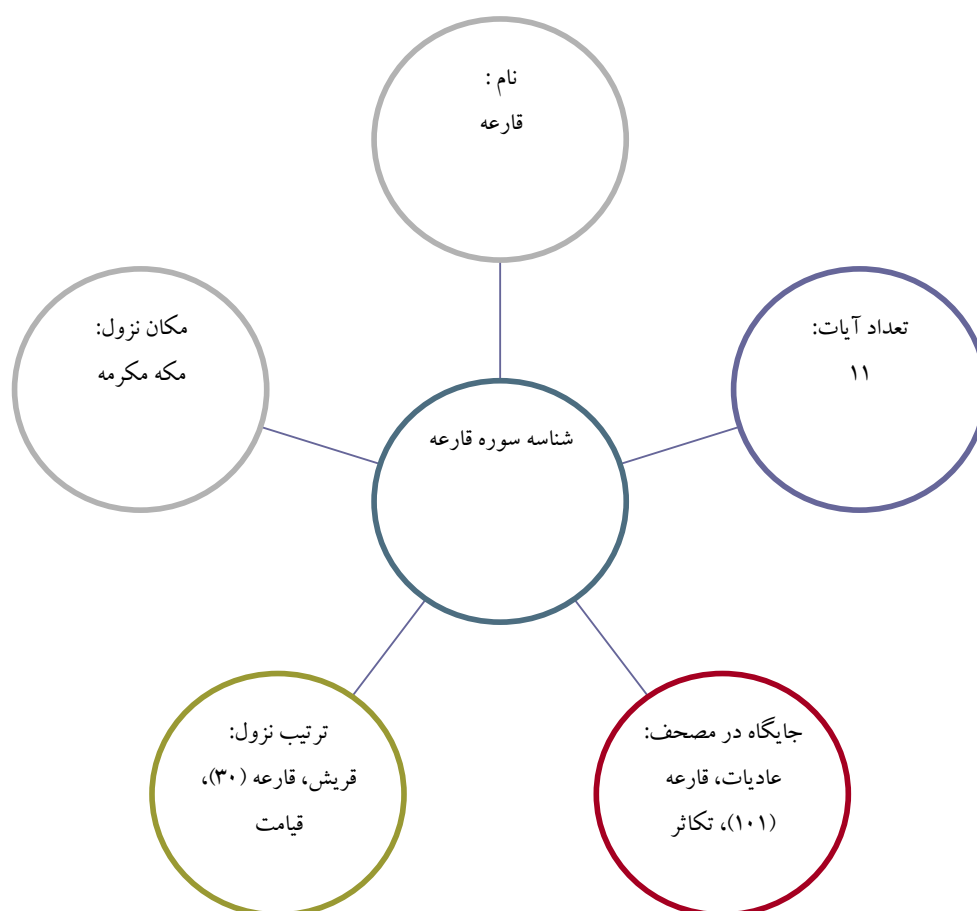 نام :
قارعه
تعداد آیات:
۱۱
مکان نزول:
مکه مکرمه
شناسه سوره قارعه
جایگاه در مصحف:
عادیات، قارعه
(۱۰۱)، تکاثر
ترتیب نزول:
قریش، قارعه (۳۰)،
قیامت